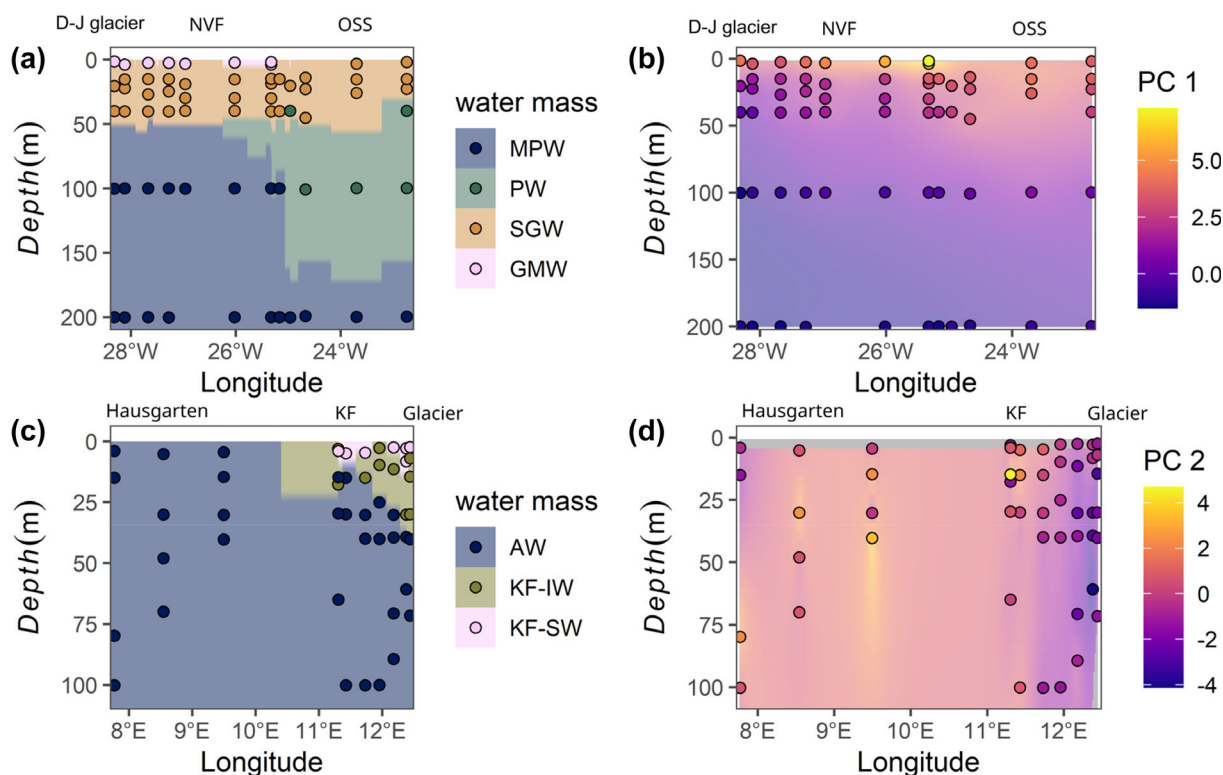 D-J glacier NVF OSS
(a)
Depth(m)
0
50
100
150
200
28°W 26°W 24°W
Longitude
water mass
MPW
PW
SGW
GMW
D-J glacier NVF OSS
(b)
Depth(m)
0
50
100
150
200
28°W 26°W 24°W
Longitude
PC 1
5.0
2.5
0.0
Hausgarten KF Glacier
(c)
Depth(m)
0
25
50
75
100
8°E 9°E 10°E 11°E 12°E
Longitude
water mass
AW
KF-IW
KF-SW
Hausgarten KF Glacier
(d)
Depth(m)
0
25
50
75
100
8°E 9°E 10°E 11°E 12°E
Longitude
PC 2
4
2
0
-2
-4